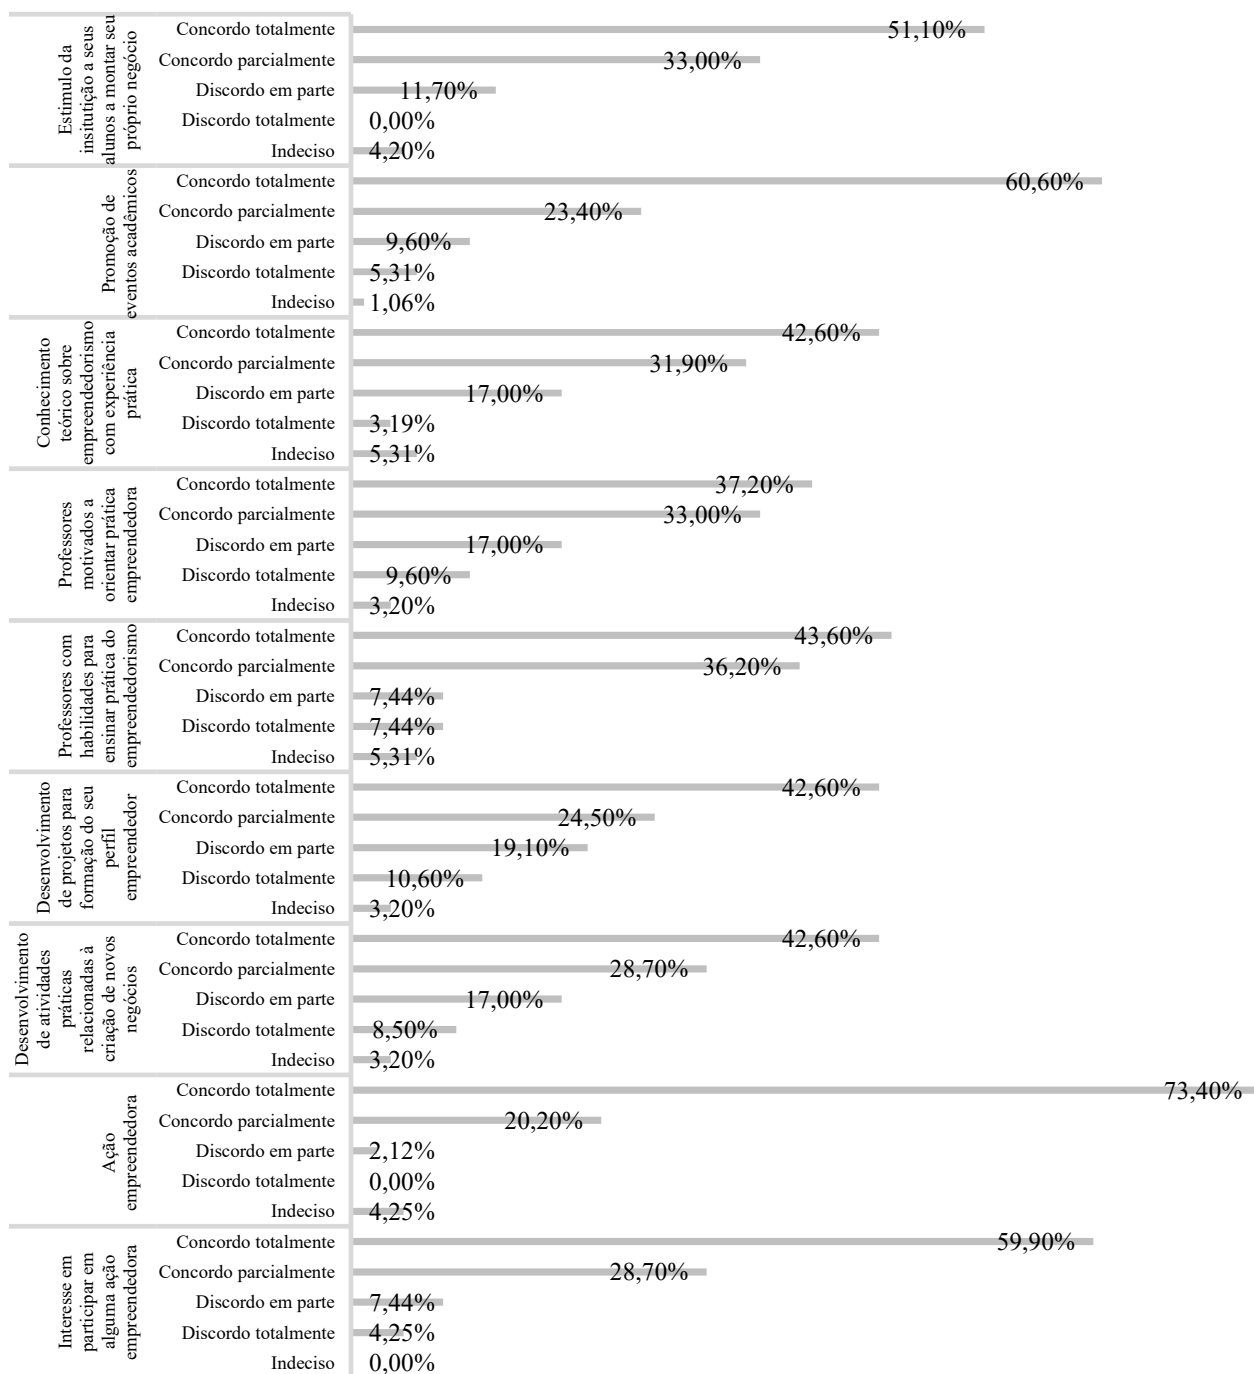 Estimulo da
insitutição a seus
alunos a montar seu
próprio negócio
Concordo totalmente 51,10%
Concordo parcialmente 33,00%
Discordo em parte 11,70%
Discordo totalmente 0,00%
Indeciso 4,20%
Promoção de
eventos acadêmicos
Concordo totalmente 60,60%
Concordo parcialmente 23,40%
Discordo em parte 9,60%
Discordo totalmente 5,31%
Indeciso 1,06%
Conhecimento
teórico sobre
empreendedorismo
com experiência
prática
Concordo totalmente 42,60%
Concordo parcialmente 31,90%
Discordo em parte 17,00%
Discordo totalmente 3,19%
Indeciso 5,31%
Professores
motivados a
orientar prática
empreendedora
Concordo totalmente 37,20%
Concordo parcialmente 33,00%
Discordo em parte 17,00%
Discordo totalmente 9,60%
Indeciso 3,20%
Professores com
habilidades para
ensinar prática do
empreendedorismo
Concordo totalmente 43,60%
Concordo parcialmente 36,20%
Discordo em parte 7,44%
Discordo totalmente 7,44%
Indeciso 5,31%
Desenvolvimento
de projetos para
formação do seu
perfil
empreendedor
Concordo totalmente 42,60%
Concordo parcialmente 24,50%
Discordo em parte 19,10%
Discordo totalmente 10,60%
Indeciso 3,20%
Desenvolvimento
de atividades
práticas
relacionadas à
criação de novos
negócios
Concordo totalmente 42,60%
Concordo parcialmente 28,70%
Discordo em parte 17,00%
Discordo totalmente 8,50%
Indeciso 3,20%
Ação
empreendedora
Concordo totalmente 73,40%
Concordo parcialmente 20,20%
Discordo em parte 2,12%
Discordo totalmente 0,00%
Indeciso 4,25%
Interesse em
participar em
alguma ação
empreendedora
Concordo totalmente 59,90%
Concordo parcialmente 28,70%
Discordo em parte 7,44%
Discordo totalmente 4,25%
Indeciso 0,00%